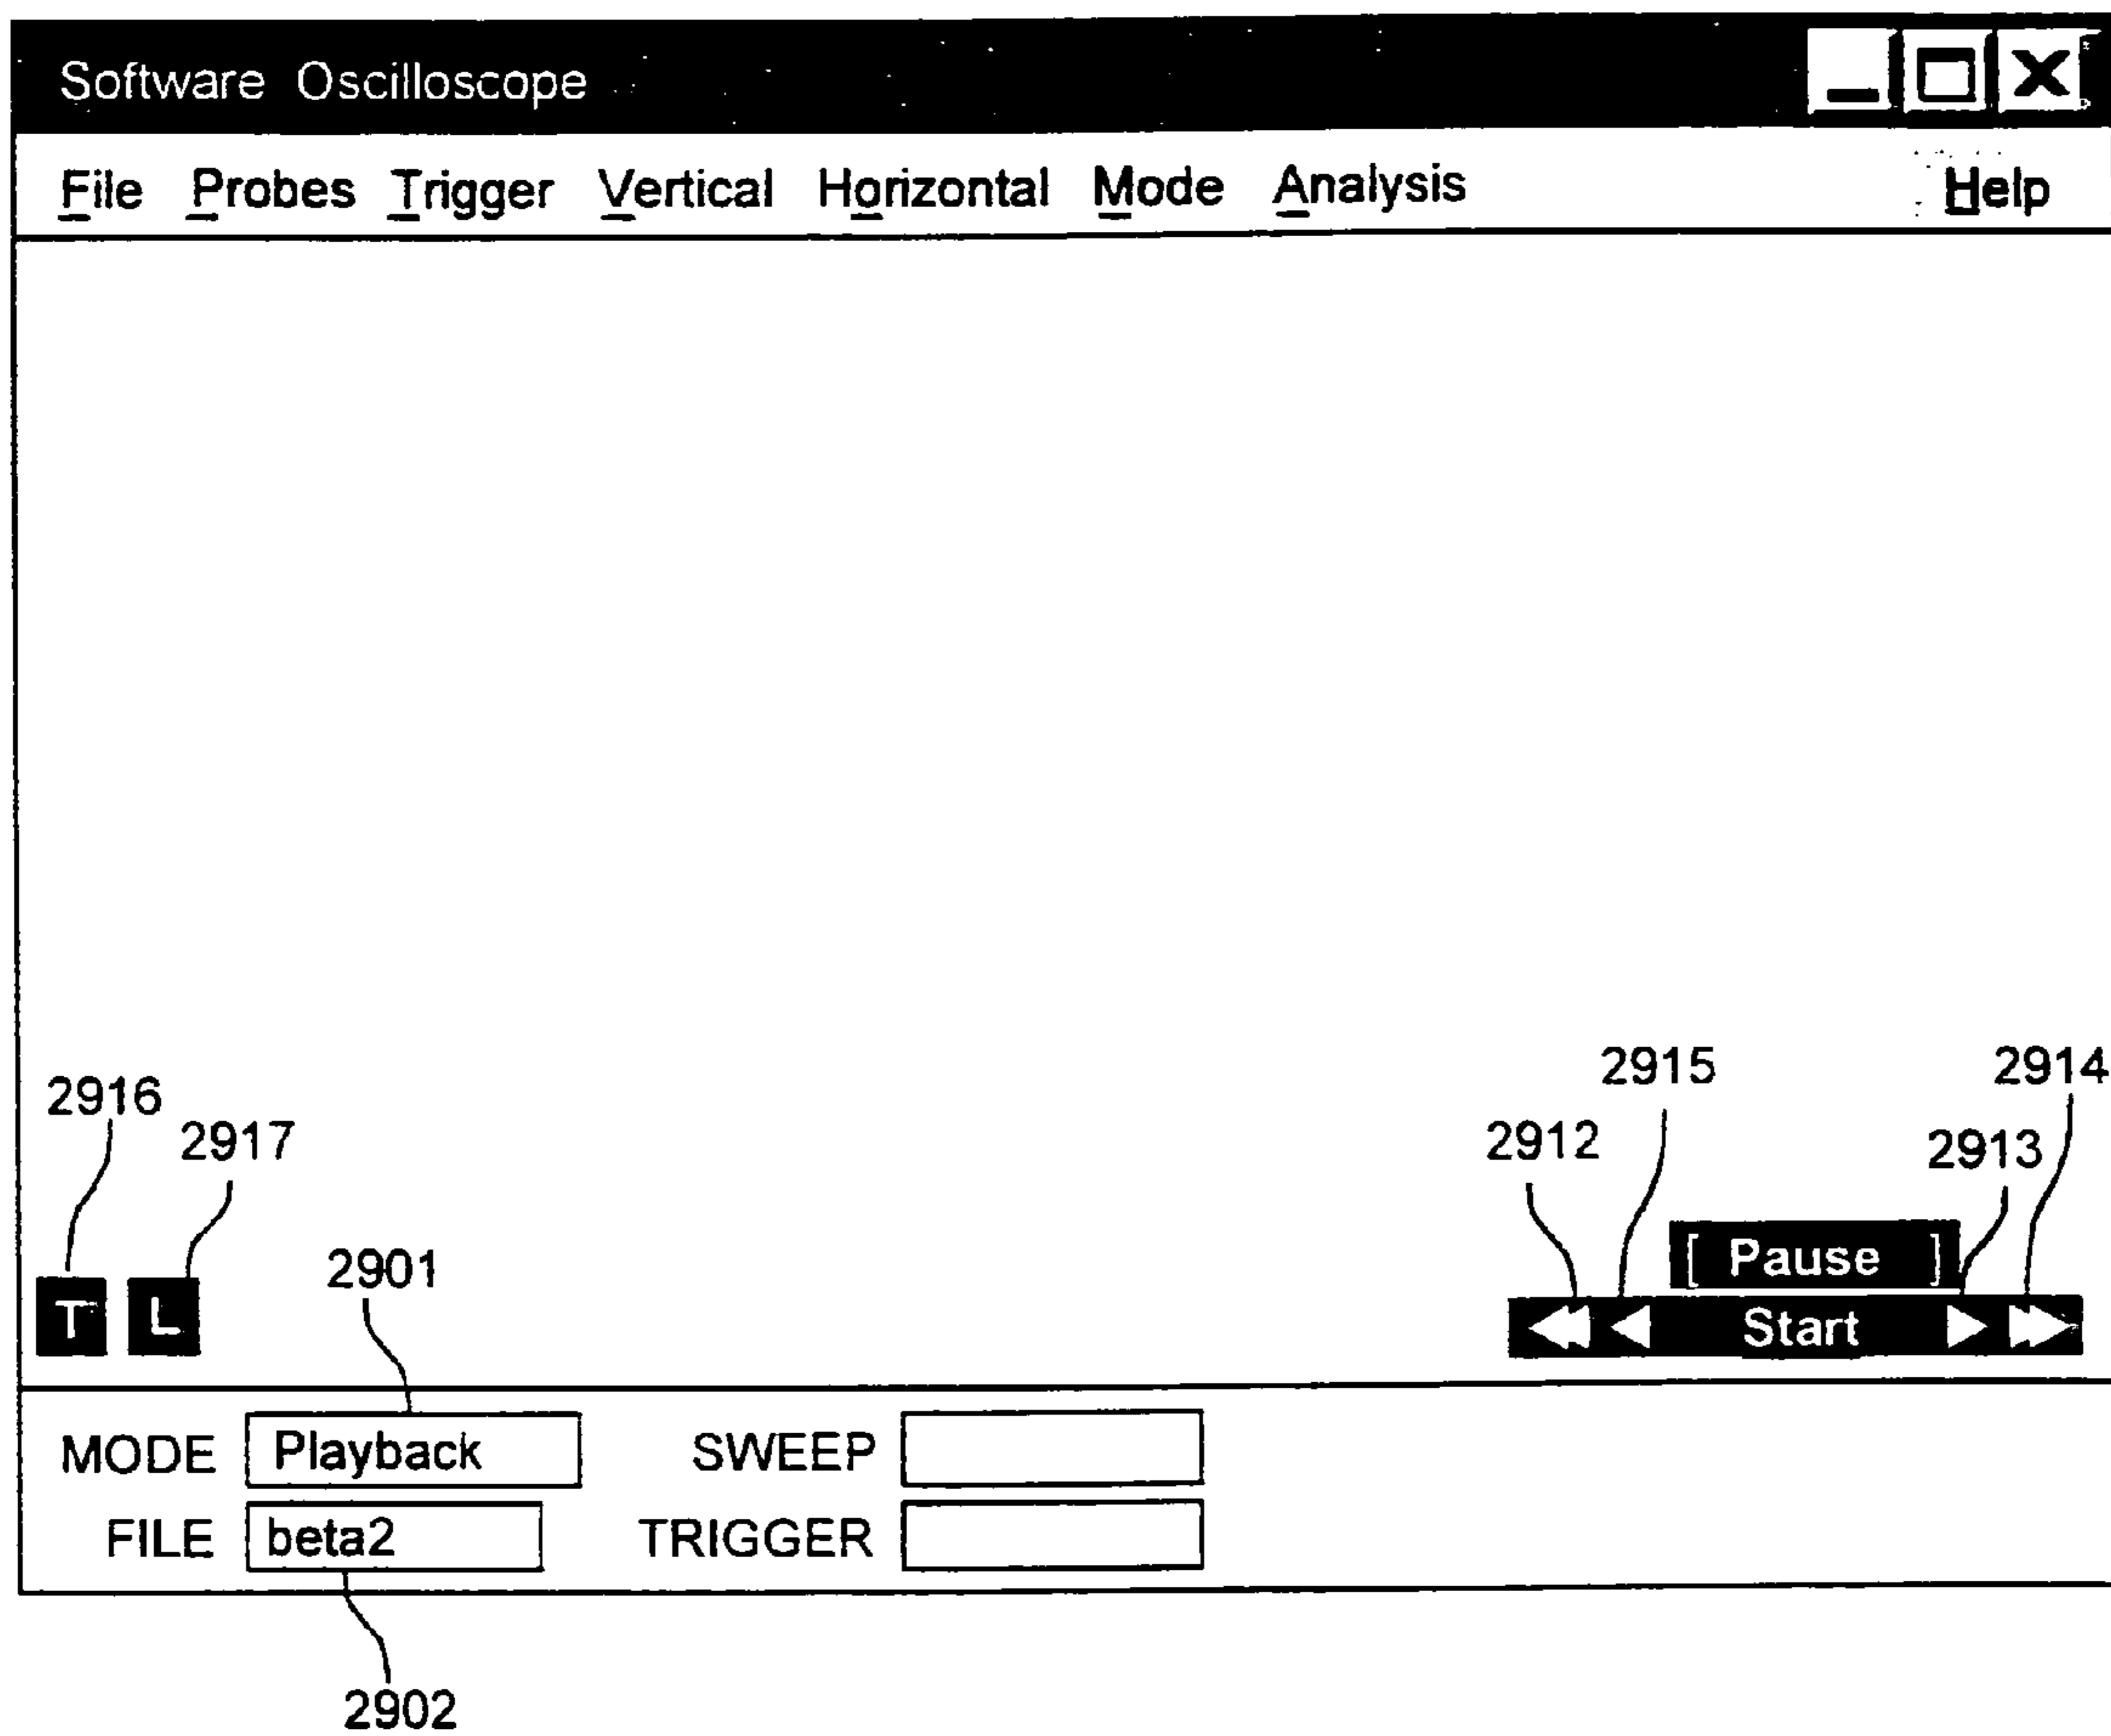 Software Oscilloscope
File Probes Trigger Vertical Horizontal Mode Analysis Help
2915 2914
2916
2917 2912 2913
[ Pause ]
2901
T L Start
MODE Playback SWEEP
FILE beta2 TRIGGER
2902